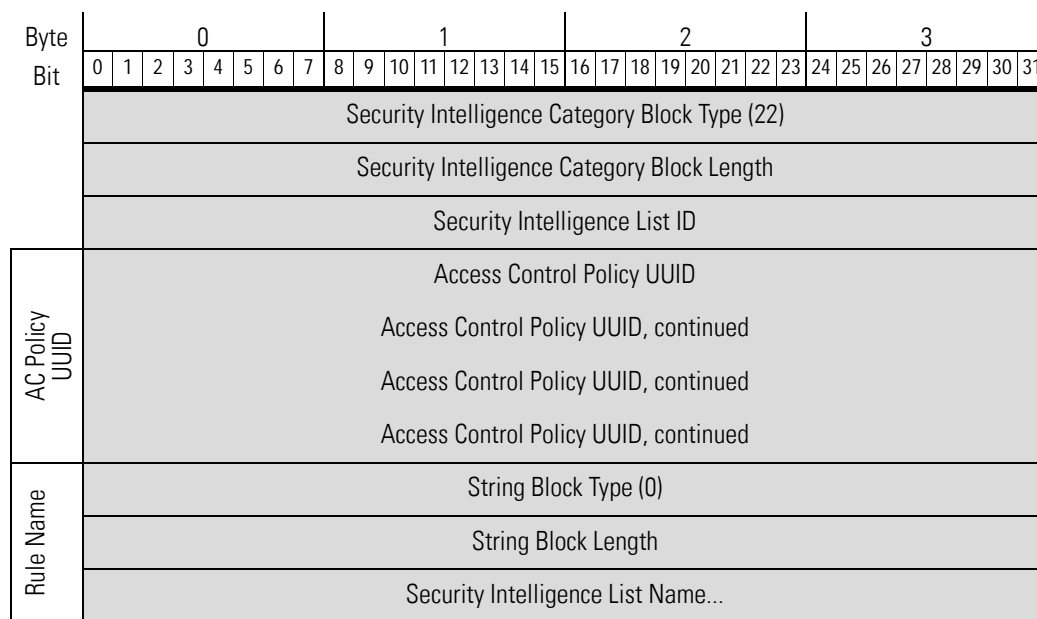 Byte 0 1 2 3
Bit 0 1 2 3 4 5 6 7 8 9 10 11 12 13 14 15 16 17 18 19 20 21 22 23 24 25 26 27 28 29 30 31
Security Intelligence Category Block Type (22)
Security Intelligence Category Block Length
Security Intelligence List ID
AC Policy
UUID
Access Control Policy UUID
Access Control Policy UUID, continued
Access Control Policy UUID, continued
Access Control Policy UUID, continued
Rule Name
String Block Type (0)
String Block Length
Security Intelligence List Name...